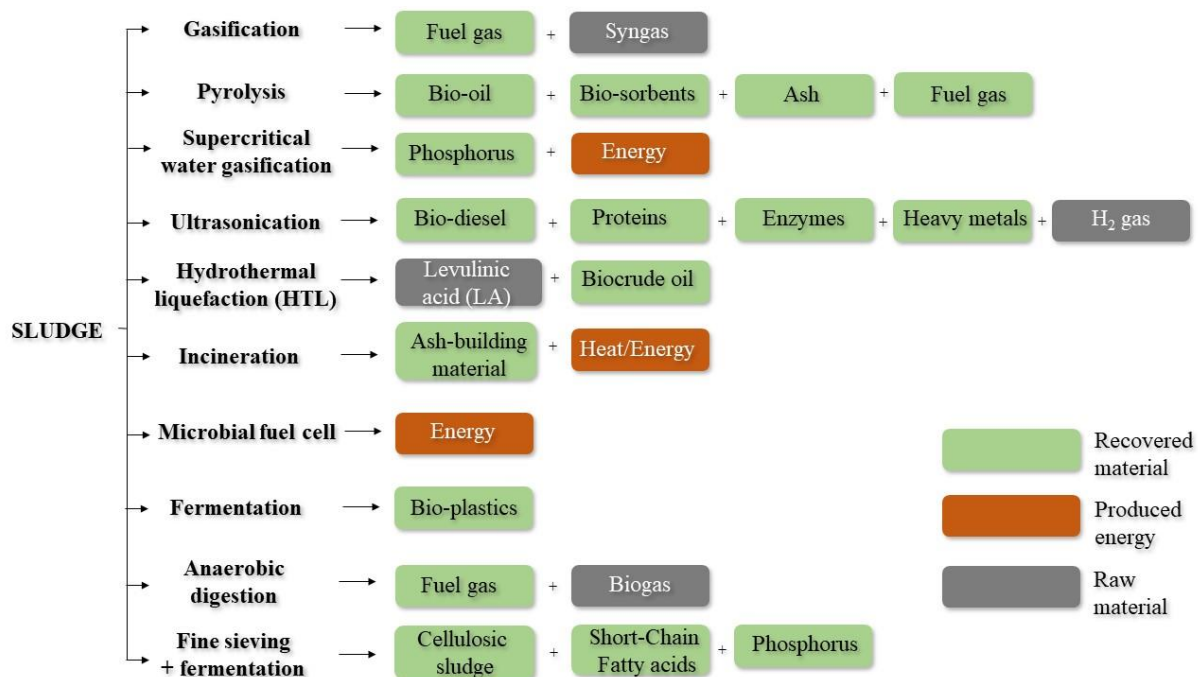 Gasification
Fuel gas
+
Syngas
Pyrolysis
Bio-oil
+
Bio-sorbents
+
Ash
+
Fuel gas
Supercritical
water gasification
Phosphorus
+
Energy
Ultrasonication
Bio-diesel
+
Proteins
+
Enzymes
+
Heavy metals
+
H₂ gas
Hydrothermal
liquefaction (HTL)
Levulinic
acid (LA)
+
Biocrude oil
SLUDGE
Incineration
Ash-building
material
+
Heat/Energy
Microbial fuel cell
Energy
Fermentation
Bio-plastics
Anaerobic
digestion
Fuel gas
+
Biogas
Fine sieving
+ fermentation
Cellulosic
sludge
+
Short-Chain
Fatty acids
+
Phosphorus
Recovered
material
Produced
energy
Raw
material